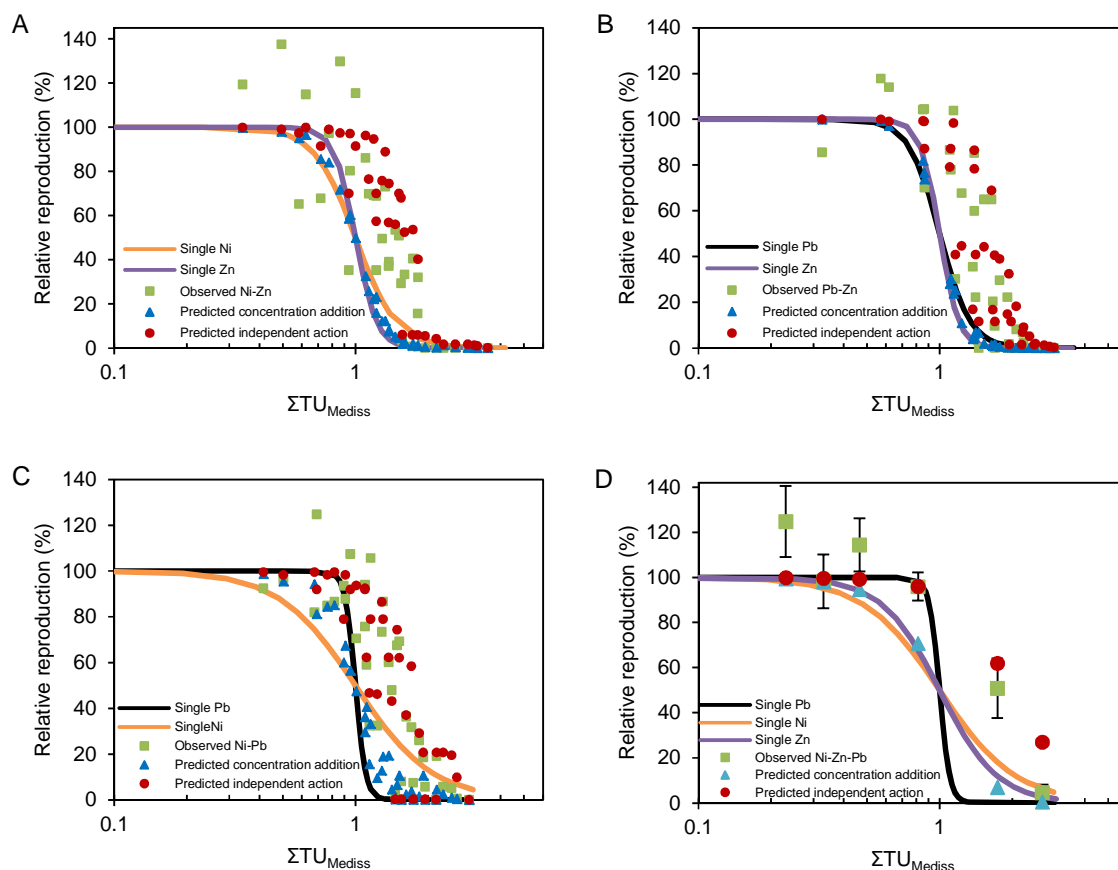 A
Relative reproduction (%)
140
120
100
80
60
40
20
0
Single Ni
Single Zn
Observed Ni-Zn
Predicted concentration addition
Predicted independent action
0.1
1
ΣTUMediss
B
Relative reproduction (%)
140
120
100
80
60
40
20
0
Single Pb
Single Zn
Observed Pb-Zn
Predicted concentration addition
Predicted independent action
0.1
1
ΣTUMediss
C
Relative reproduction (%)
140
120
100
80
60
40
20
0
Single Pb
SingleNi
Observed Ni-Pb
Predicted concentration addition
Predicted independent action
0.1
1
ΣTUMediss
D
Relative reproduction (%)
140
120
100
80
60
40
20
0
Single Pb
Single Ni
Single Zn
Observed Ni-Zn-Pb
Predicted concentration addition
Predicted independent action
0.1
1
ΣTUMediss